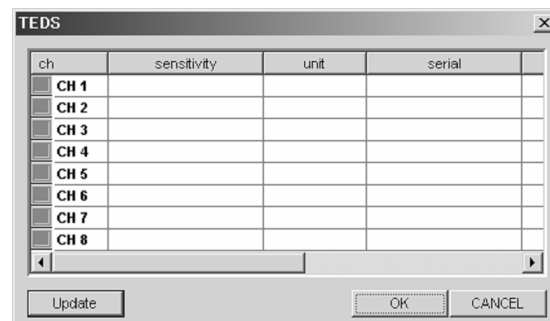 TEDS
ch sensitivity unit serial
CH 1
CH 2
CH 3
CH 4
CH 5
CH 6
CH 7
CH 8
Update OK CANCEL